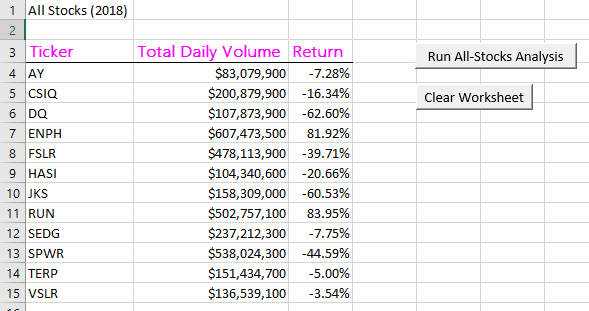 1 All Stocks (2018)
2
3 Ticker Total Daily Volume Return Run All-Stocks Analysis
4 AY $83,079,900 -7.28%
5 CSIQ $200,879,900 -16.34% Clear Worksheet
6 DQ $107,873,900 -62.60%
7 ENPH $607,473,500 81.92%
8 FSLR $478,113,900 -39.71%
9 HASI $104,340,600 -20.66%
10 JKS $158,309,000 -60.53%
11 RUN $502,757,100 83.95%
12 SEDG $237,212,300 -7.75%
13 SPWR $538,024,300 -44.59%
14 TERP $151,434,700 -5.00%
15 VSLR $136,539,100 -3.54%